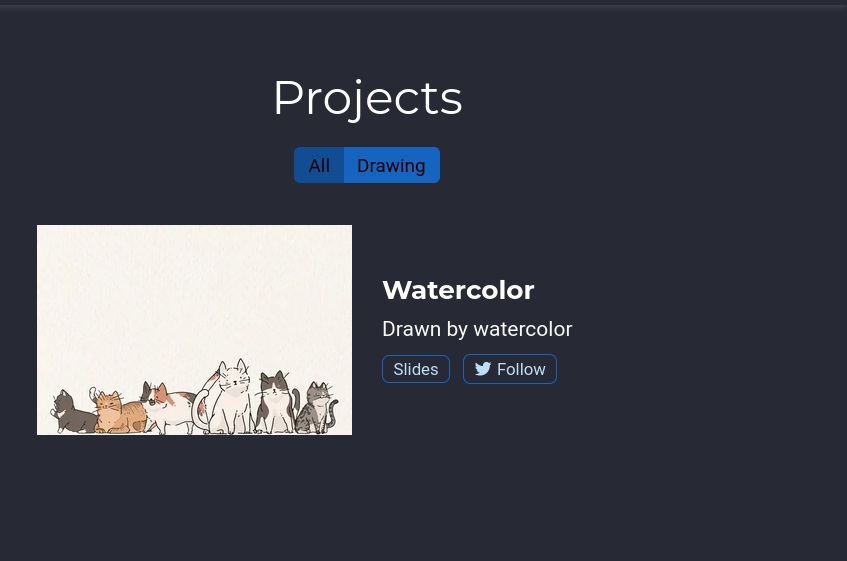 Projects
All Drawing
Watercolor
Drawn by watercolor
Slides Follow